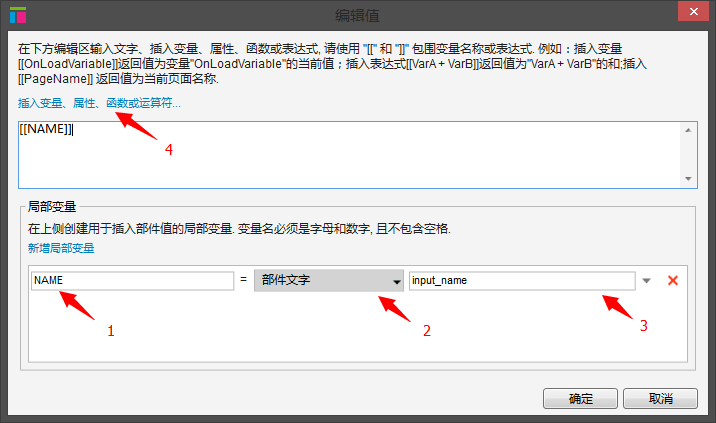 编辑值
在下方编辑区输入文字、插入变量、属性、函数或表达式, 请使用 "[[" 和 "]]" 包围变量名称或表达式. 例如：插入变量
[[OnLoadVariable]]返回值为变量"OnLoadVariable"的当前值；插入表达式[[VarA + VarB]]返回值为"VarA + VarB"的和;插入
[[PageName]] 返回值为当前页面名称.
插入变量、属性、函数或运算符...
[[NAME]]
4
局部变量
在上侧创建用于插入部件值的局部变量. 变量名必须是字母和数字, 且不包含空格.
新增局部变量
NAME = 部件文字 input_name
1 2 3
确定 取消